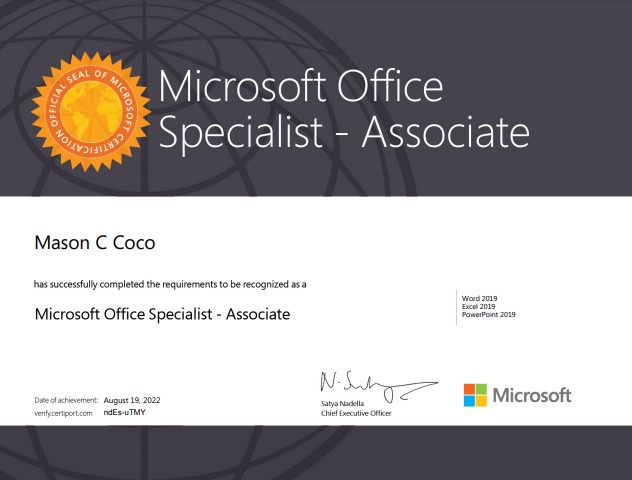 OFFICIAL SEAL OF MICROSOFT CERTIFICATION
Microsoft Office
Specialist - Associate
Mason C Coco
has successfully completed the requirements to be recognized as a
Microsoft Office Specialist - Associate
Word 2019
Excel 2019
PowerPoint 2019
Date of achievement: August 19, 2022
verify.certiport.com ndEs-uTMY
Satya Nadella
Chief Executive Officer
Microsoft